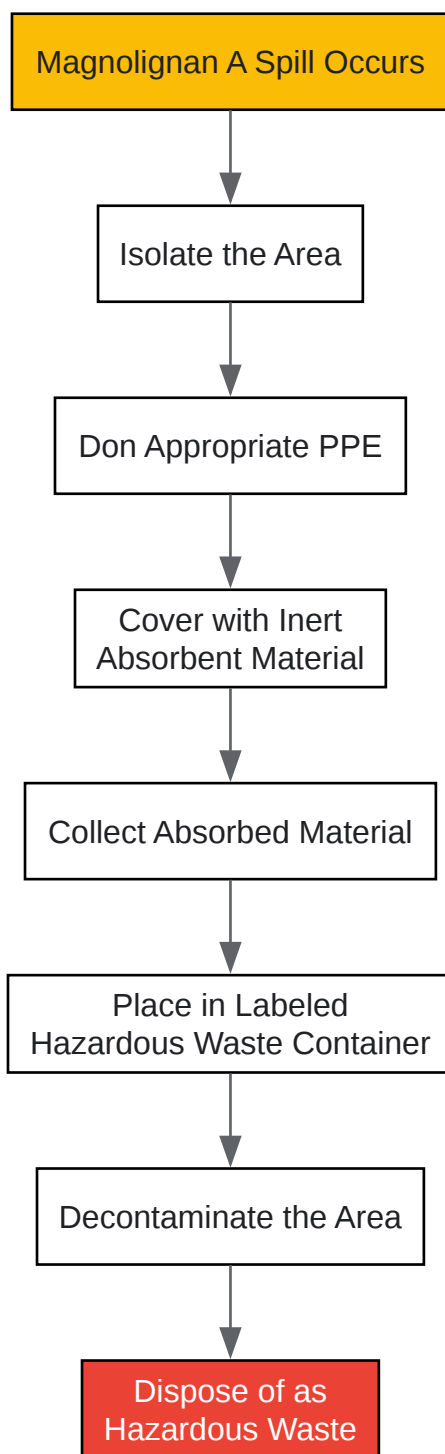 Magnolignan A Spill Occurs
Isolate the Area
Don Appropriate PPE
Cover with Inert
Absorbent Material
Collect Absorbed Material
Place in Labeled
Hazardous Waste Container
Decontaminate the Area
Dispose of as
Hazardous Waste